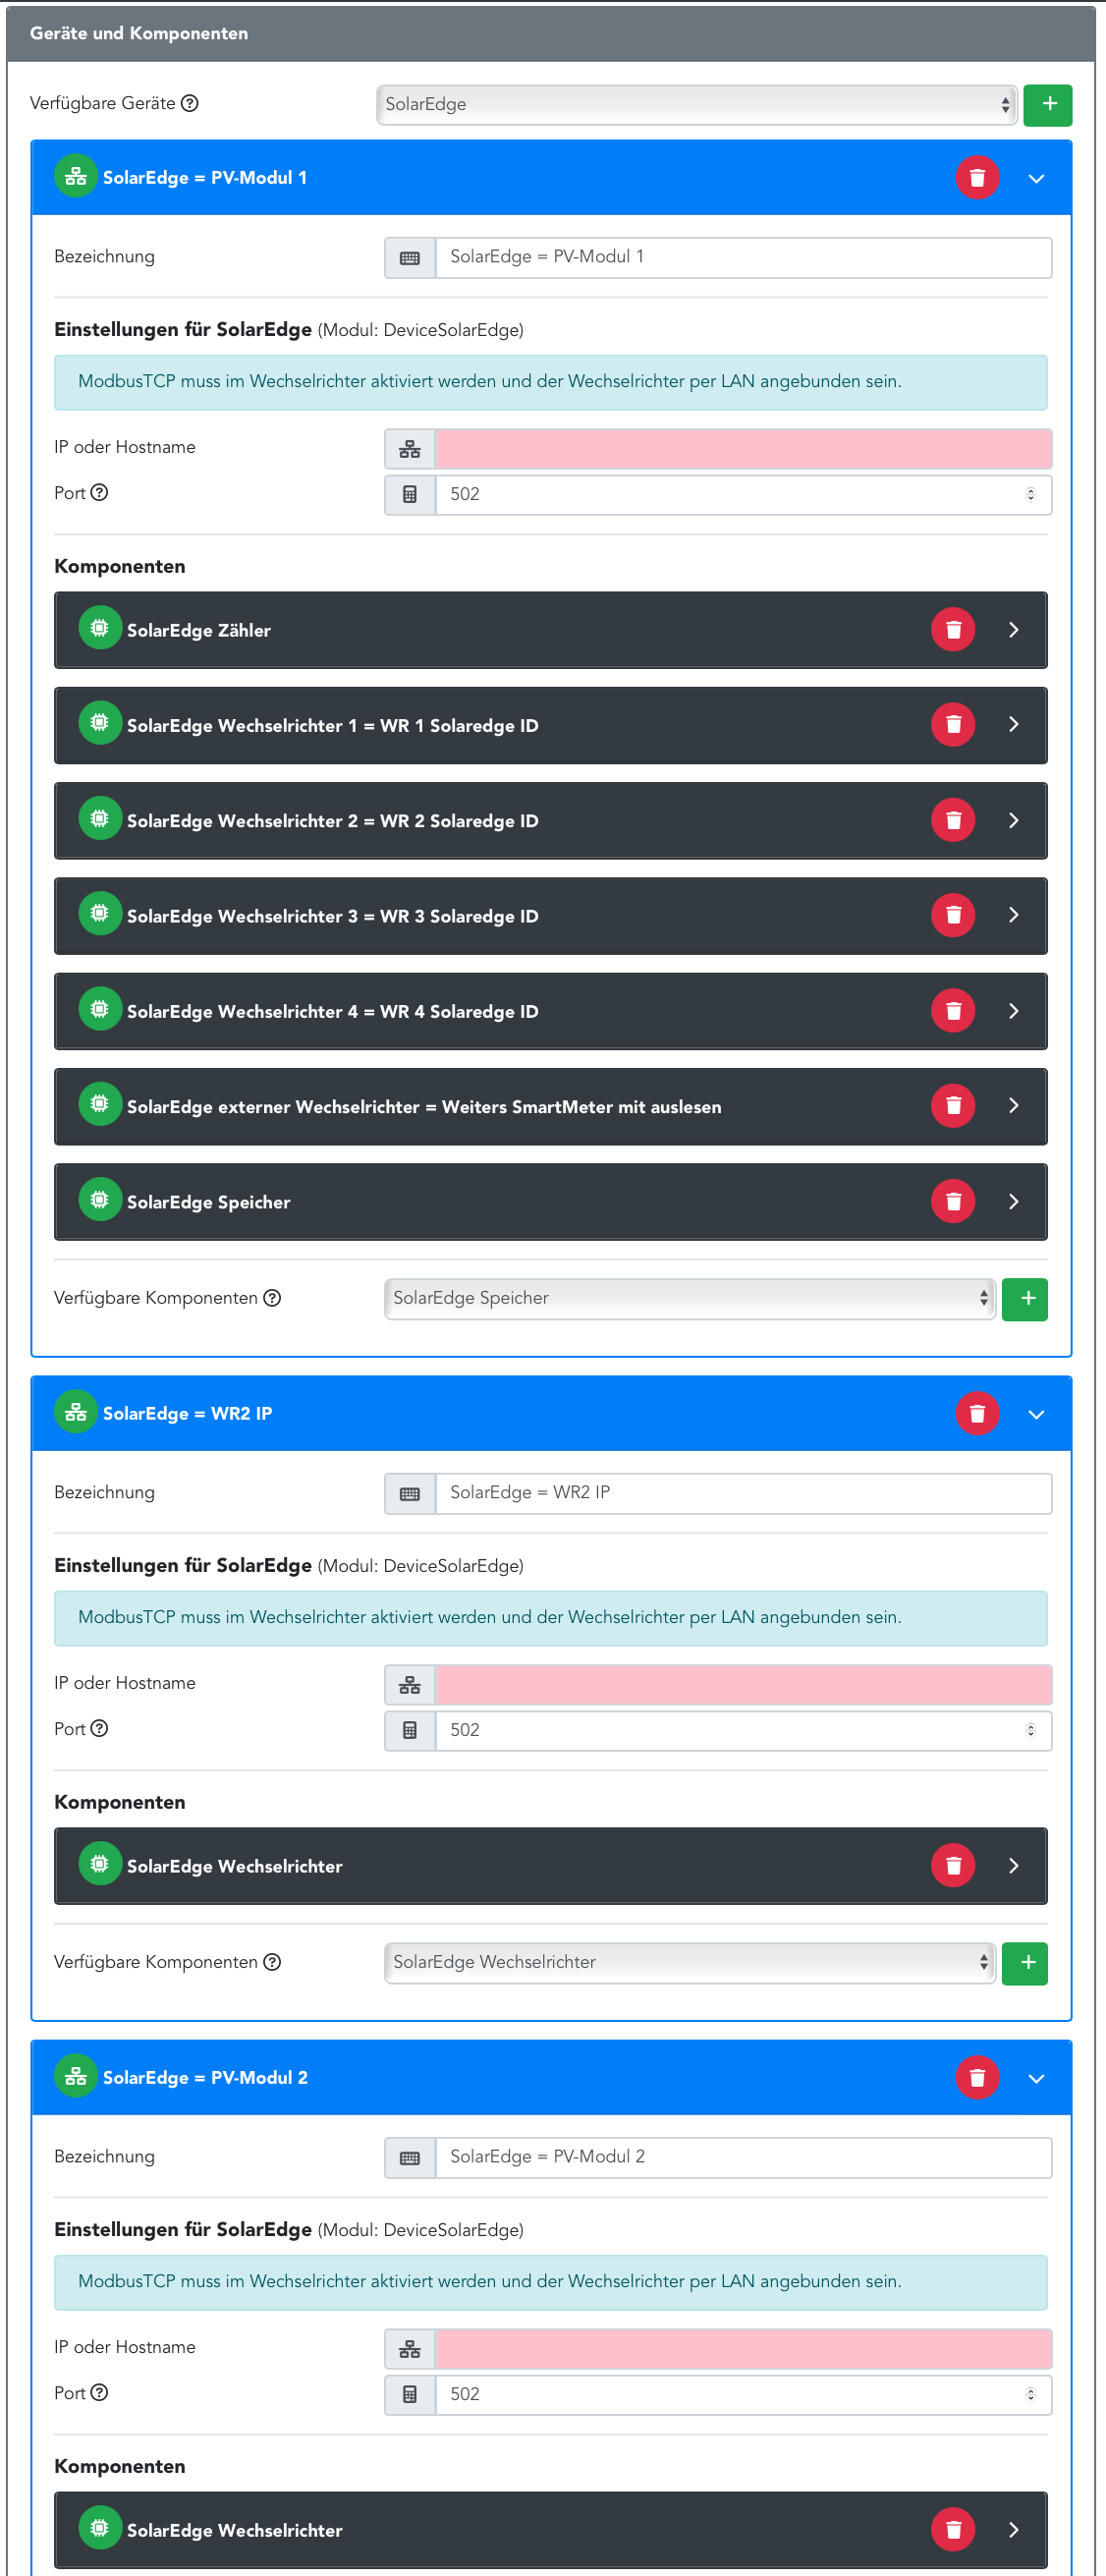 Geräte und Komponenten
Verfügbare Geräte
SolarEdge
SolarEdge = PV-Modul 1
Bezeichnung
SolarEdge = PV-Modul 1
Einstellungen für SolarEdge (Modul: DeviceSolarEdge)
ModbusTCP muss im Wechselrichter aktiviert werden und der Wechselrichter per LAN angebunden sein.
IP oder Hostname
Port
502
Komponenten
SolarEdge Zähler
SolarEdge Wechselrichter 1 = WR 1 Solaredge ID
SolarEdge Wechselrichter 2 = WR 2 Solaredge ID
SolarEdge Wechselrichter 3 = WR 3 Solaredge ID
SolarEdge Wechselrichter 4 = WR 4 Solaredge ID
SolarEdge externer Wechselrichter = Weiters SmartMeter mit auslesen
SolarEdge Speicher
Verfügbare Komponenten
SolarEdge Speicher
SolarEdge = WR2 IP
Bezeichnung
SolarEdge = WR2 IP
Einstellungen für SolarEdge (Modul: DeviceSolarEdge)
ModbusTCP muss im Wechselrichter aktiviert werden und der Wechselrichter per LAN angebunden sein.
IP oder Hostname
Port
502
Komponenten
SolarEdge Wechselrichter
Verfügbare Komponenten
SolarEdge Wechselrichter
SolarEdge = PV-Modul 2
Bezeichnung
SolarEdge = PV-Modul 2
Einstellungen für SolarEdge (Modul: DeviceSolarEdge)
ModbusTCP muss im Wechselrichter aktiviert werden und der Wechselrichter per LAN angebunden sein.
IP oder Hostname
Port
502
Komponenten
SolarEdge Wechselrichter